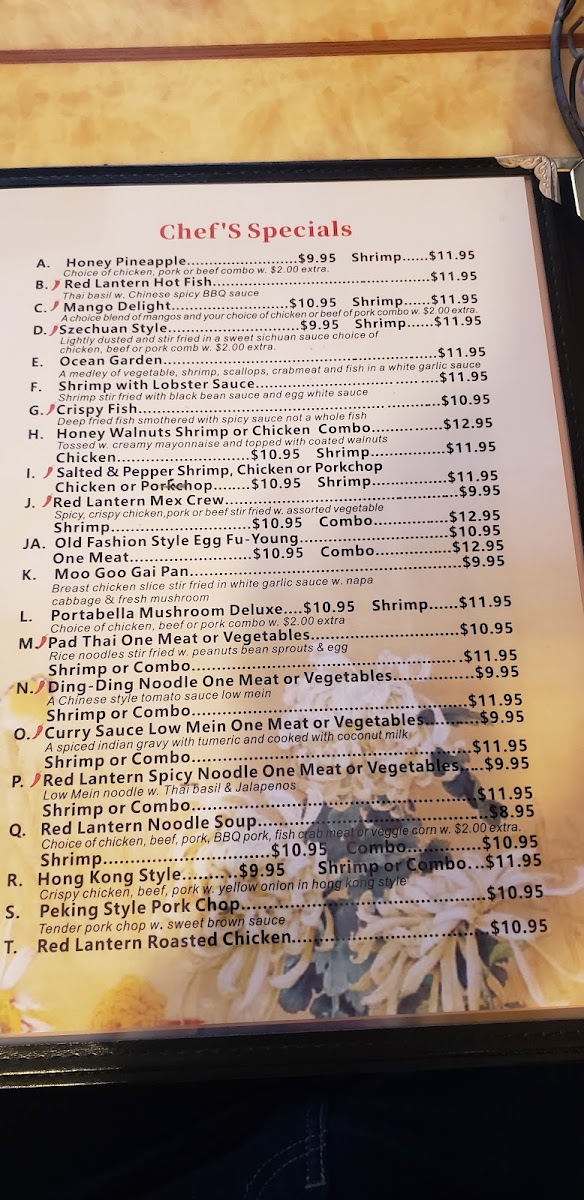 Chef'S Specials
A. Honey Pineapple..........................$9.95 Shrimp......$11.95
Choice of chicken, pork or beef combo w. $2.00 extra.
B. Red Lantern Hot Fish.....................................................$11.95
Thai basil w. Chinese spicy BBQ sauce
C. Mango Delight...........................$10.95 Shrimp......$11.95
A choice blend of mangos and your choice of chicken or beef of pork combo w. $2.00 extra.
D. Szechuan Style..............................$9.95 Shrimp......$11.95
Lightly dusted and stir fried in a sweet sichuan sauce choice of
chicken, beef or pork comb w. $2.00 extra.
E. Ocean Garden..................................................................$11.95
A medley of vegetable, shrimp, scallops, crabmeat and fish in a white garlic sauce
F. Shrimp with Lobster Sauce............................................$11.95
Shrimp stir fried with black bean sauce and egg white sauce
G. Crispy Fish.........................................................................$10.95
Deep fried fish smothered with spicy sauce not a whole fish
H. Honey Walnuts Shrimp or Chicken Combo.................$12.95
Tossed w. creamy mayonnaise and topped with coated walnuts
Chicken................................$10.95 Shrimp..................$11.95
I. Salted & Pepper Shrimp, Chicken or Porkchop
Chicken or Porkchop.......$10.95 Shrimp..................$11.95
J. Red Lantern Mex Crew........................................................$9.95
Spicy, crispy chicken,pork or beef stir fried w. assorted vegetable
Shrimp..................................$10.95 Combo..................$12.95
JA. Old Fashion Style Egg Fu-Young....................................$10.95
One Meat.............................$10.95 Combo..................$12.95
K. Moo Goo Gai Pan................................................................$9.95
Breast chicken slice stir fried in white garlic sauce w. napa
cabbage & fresh mushroom
L. Portabella Mushroom Deluxe....$10.95 Shrimp......$11.95
Choice of chicken, beef or pork combo w. $2.00 extra
M. Pad Thai One Meat or Vegetables...................................$10.95
Rice noodles stir fried w. peanuts bean sprouts & egg
Shrimp or Combo................................................................$11.95
N. Ding-Ding Noodle One Meat or Vegetables....................$9.95
A Chinese style tomato sauce low mein
Shrimp or Combo................................................................$11.95
O. Curry Sauce Low Mein One Meat or Vegetables.............$9.95
A spiced indian gravy with tumeric and cooked with coconut milk
Shrimp or Combo................................................................$11.95
P. Red Lantern Spicy Noodle One Meat or Vegetables......$9.95
Low Mein noodle w. Thai basil & Jalapenos
Shrimp or Combo................................................................$11.95
Q. Red Lantern Noodle Soup...................................................$8.95
Choice of chicken, beef, pork, BBQ pork, fish crab meat or veggie corn w. $2.00 extra.
Shrimp......................................$10.95 Combo..................$10.95
R. Hong Kong Style..........$9.95 Shrimp or Combo...$11.95
Crispy chicken, beef, pork w. yellow onion in hong kong style
S. Peking Style Pork Chop.....................................................$10.95
Tender pork chop w. sweet brown sauce
T. Red Lantern Roasted Chicken...........................................$10.95